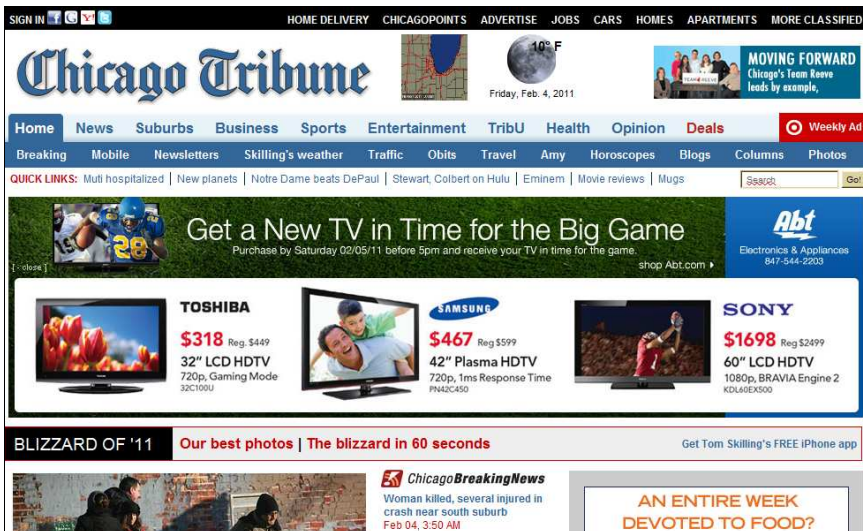 SIGN IN
HOME DELIVERY CHICAGOPOINTS ADVERTISE JOBS CARS HOMES APARTMENTS MORE CLASSIFIED
Chicago Tribune
10° F
Friday, Feb. 4, 2011
MOVING FORWARD
Chicago's Team Reeve
leads by example,
Home News Suburbs Business Sports Entertainment TribU Health Opinion Deals
Weekly Ad
Breaking Mobile Newsletters Skilling's weather Traffic Obits Travel Amy Horoscopes Blogs Columns Photos
QUICK LINKS: Muti hospitalized | New planets | Notre Dame beats DePaul | Stewart, Colbert on Hulu | Eminem | Movie reviews | Mugs
Search Go!
Get a New TV in Time for the Big Game
Purchase by Saturday 02/05/11 before 5pm and receive your TV in time for the game.
shop Abt.com
[ - close ]
28
Abt
Electronics & Appliances
847-544-2203
TOSHIBA
$318 Reg. $449
32" LCD HDTV
720p, Gaming Mode
32C100U
SAMSUNG
$467 Reg $599
42" Plasma HDTV
720p, 1ms Response Time
PN42C450
SONY
$1698 Reg $2499
60" LCD HDTV
1080p, BRAVIA Engine 2
KDL60EX500
BLIZZARD OF '11
Our best photos | The blizzard in 60 seconds
Get Tom Skilling's FREE iPhone app
ChicagoBreakingNews
Woman killed, several injured in
crash near south suburb
Feb 04, 3:50 AM
AN ENTIRE WEEK
DEVOTED TO FOOD?